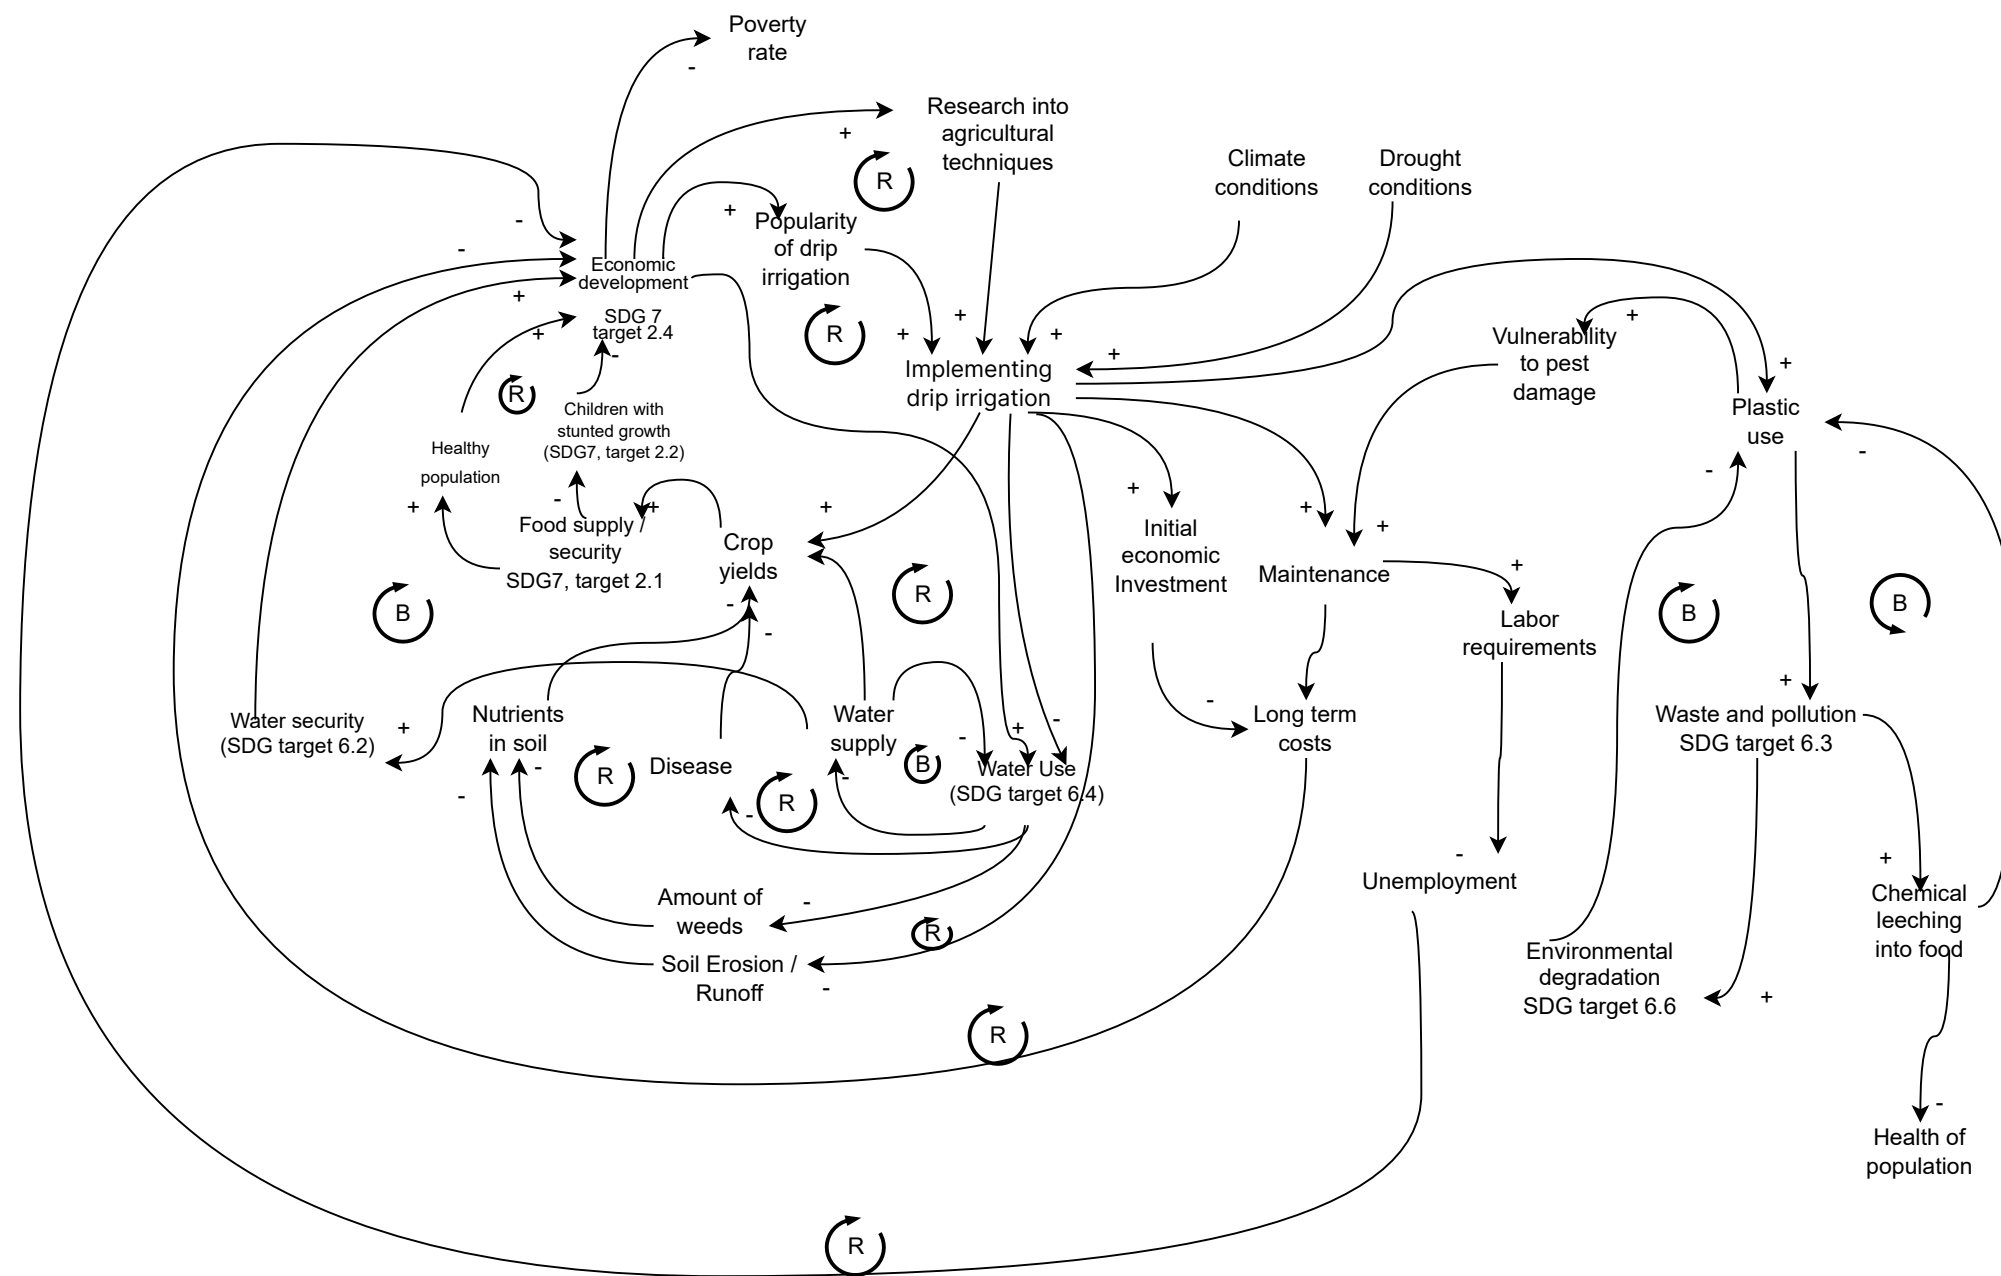 Poverty
rate
-
Research into
agricultural
techniques
+
R
Climate
conditions
Drought
conditions
-
+
Popularity
of drip
irrigation
-
Economic
development
+
SDG 7
target 2.4
+
-
R
+
+
+
+
Implementing
drip irrigation
Vulnerability
to pest
damage
+
+
Plastic
use
-
-
R
Children with
stunted growth
(SDG7, target 2.2)
Healthy
population
+
-
+
Food supply /
security
SDG7, target 2.1
Crop
yields
+
+
Initial
economic
Investment
+
+
Maintenance
+
Labor
requirements
B
R
-
-
B
B
Water security
(SDG target 6.2)
+
Nutrients
in soil
-
-
R
Disease
-
R
Water
supply
-
B
-
+
-
Water Use
(SDG target 6.4)
-
Long term
costs
+
Waste and pollution
SDG target 6.3
Amount of
weeds
-
R
Soil Erosion /
Runoff
-
-
Unemployment
+
Chemical
leeching
into food
Environmental
degradation
SDG target 6.6
+
R
-
Health of
population
R